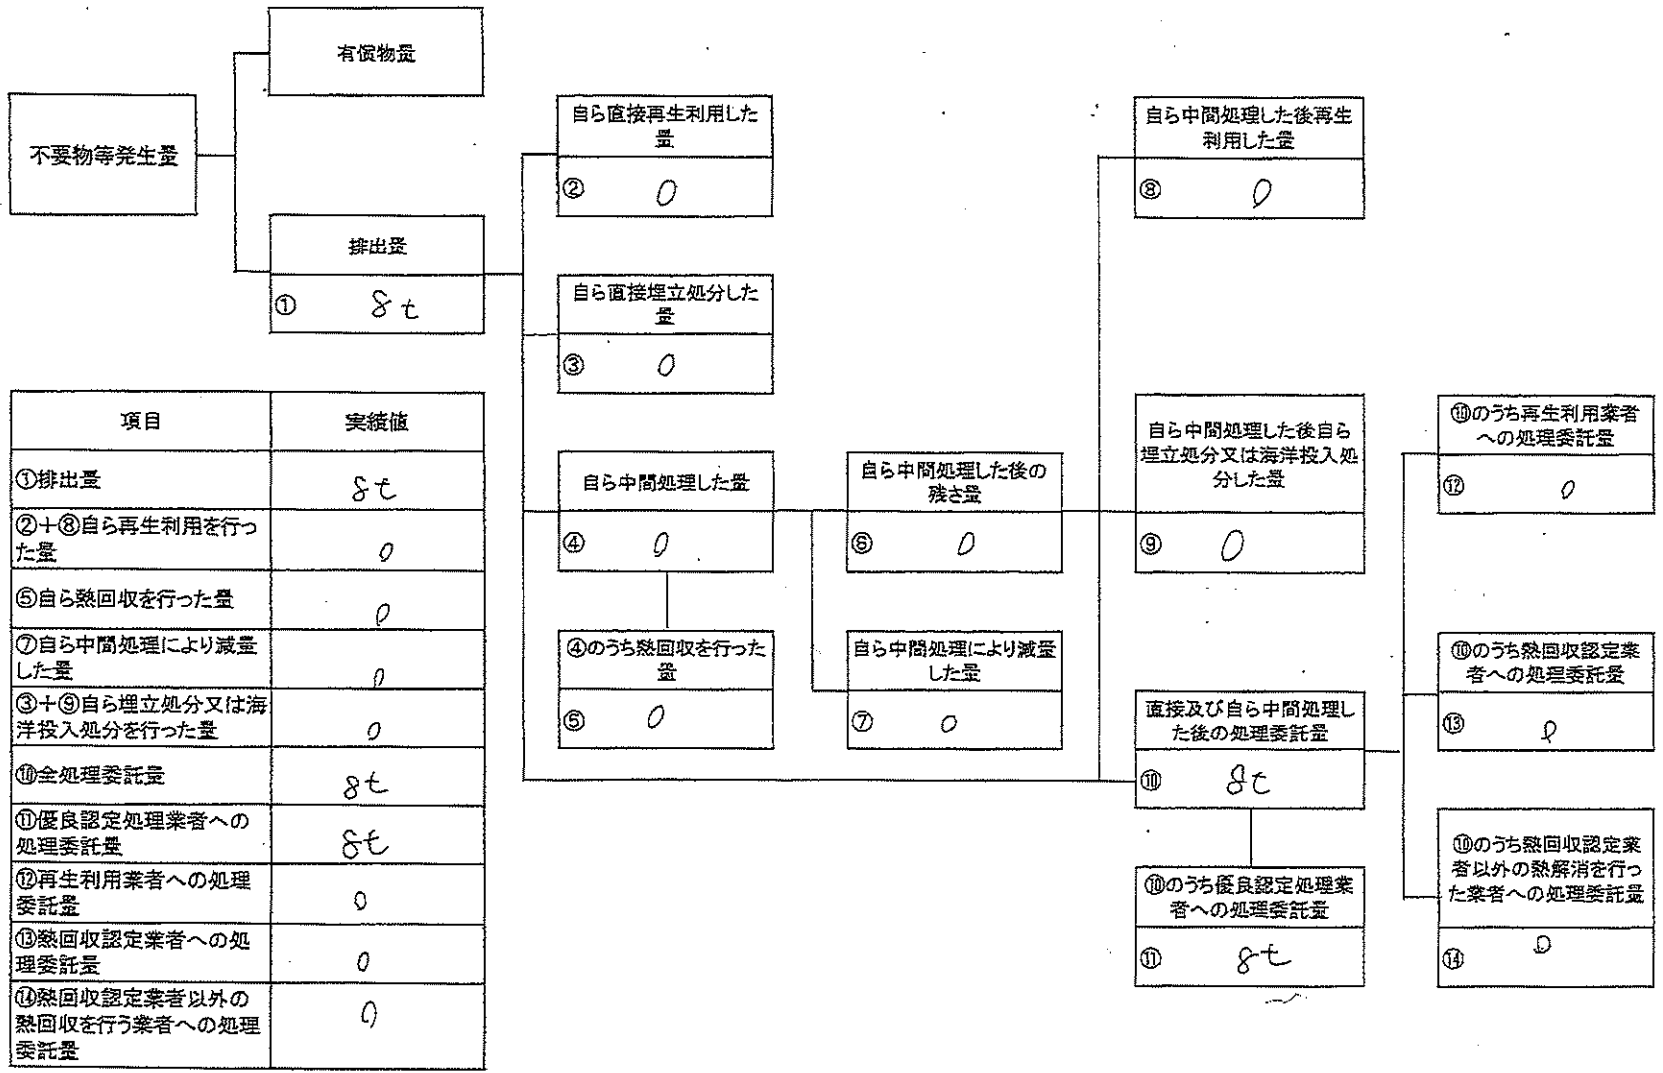 有償物量
不要物等発生量
排出量
① 8t
自ら直接再生利用した
量
② 0
自ら直接埋立処分した
量
③ 0
自ら中間処理した量
④ 0
④のうち熱回収を行った
量
⑤ 0
自ら中間処理した後の
残さ量
⑥ 0
自ら中間処理により減量
した量
⑦ 0
自ら中間処理した後再生
利用した量
⑧ 0
自ら中間処理した後自ら
埋立処分又は海洋投入処
分した量
⑨ 0
直接及び自ら中間処理し
た後の処理委託量
⑩ 8t
⑩のうち優良認定処理業
者への処理委託量
⑪ 8t
⑩のうち再生利用業者
への処理委託量
⑫ 0
⑩のうち熱回収認定業
者への処理委託量
⑬ 0
⑩のうち熱回収認定業
者以外の熱解消を行っ
た業者への処理委託量
⑭ 0
項目 実績値
①排出量 8t
②+⑧自ら再生利用を行っ
た量 0
⑤自ら熱回収を行った量 0
⑦自ら中間処理により減量
した量 0
③+⑨自ら埋立処分又は海
洋投入処分を行った量 0
⑩全処理委託量 8t
⑪優良認定処理業者への
処理委託量 8t
⑫再生利用業者への処理
委託量 0
⑬熱回収認定業者への処
理委託量 0
⑭熱回収認定業者以外の
熱回収を行う業者への処理
委託量 0